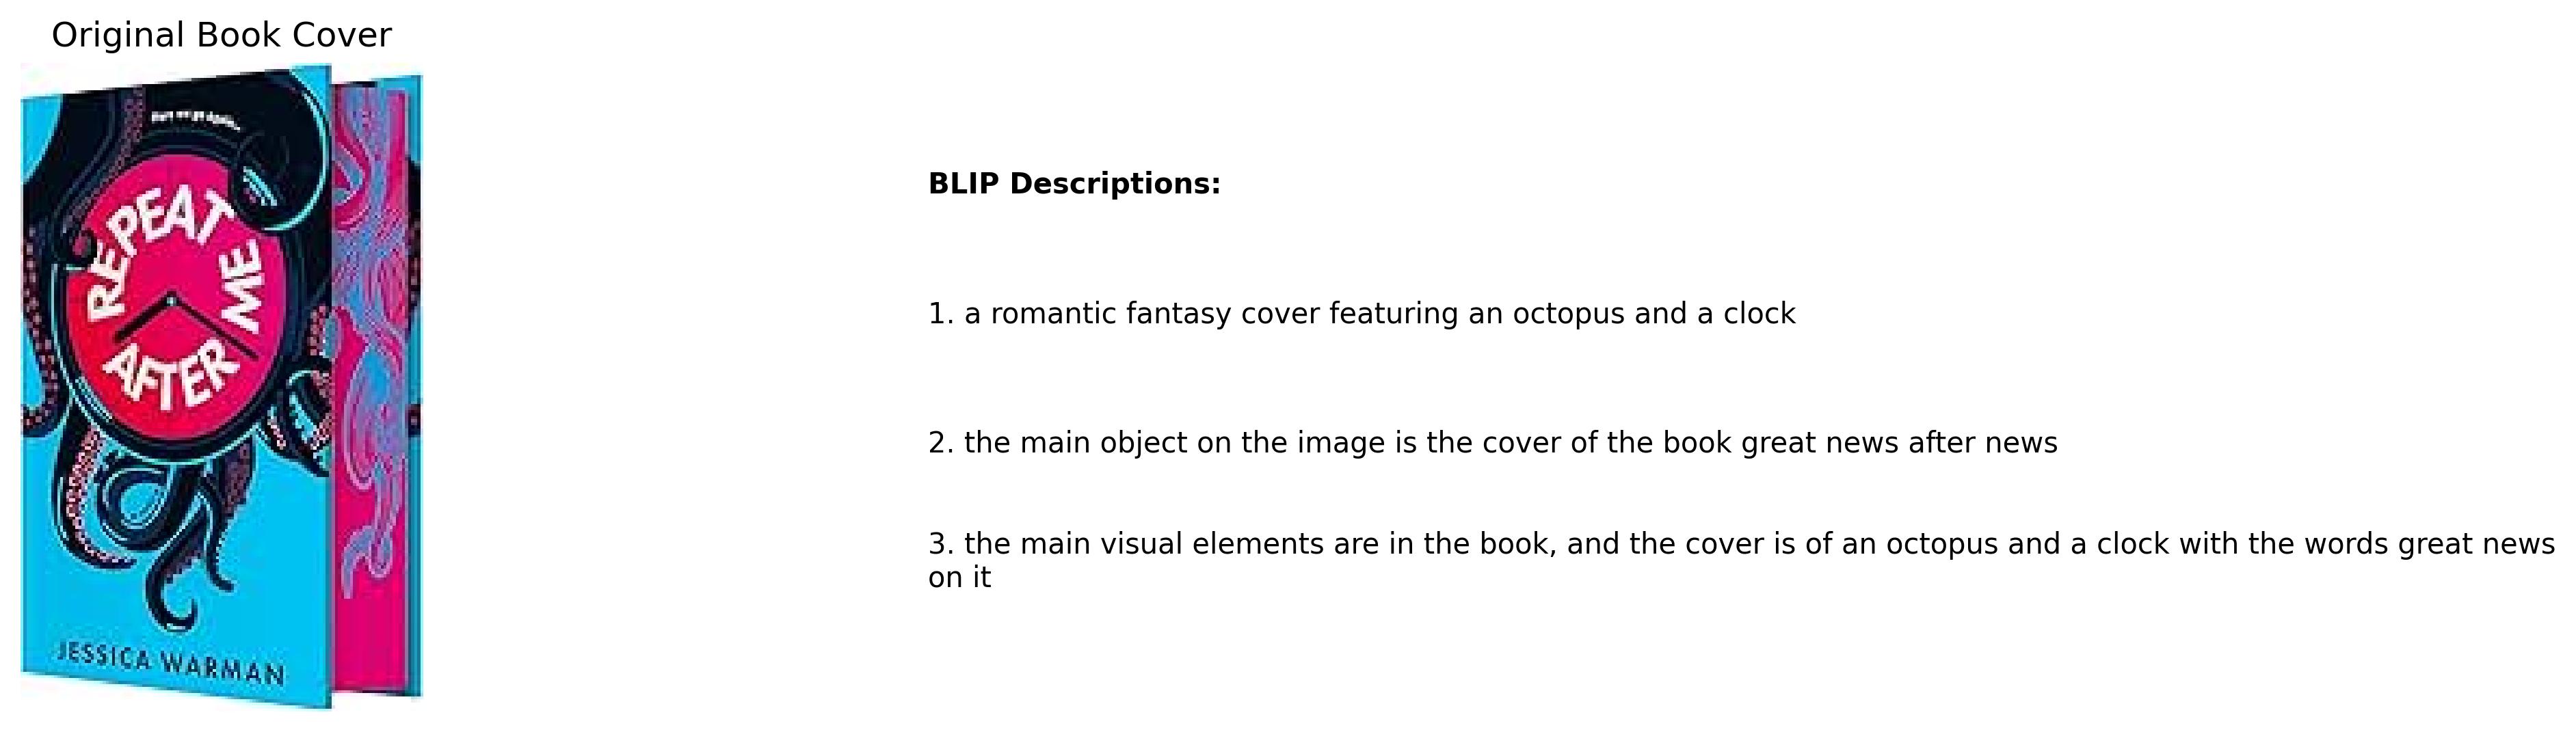 Original Book Cover
REPEAT
AFTER
ME
JESSICA WARMAN
BLIP Descriptions:
1. a romantic fantasy cover featuring an octopus and a clock
2. the main object on the image is the cover of the book great news after news
3. the main visual elements are in the book, and the cover is of an octopus and a clock with the words great news
on it